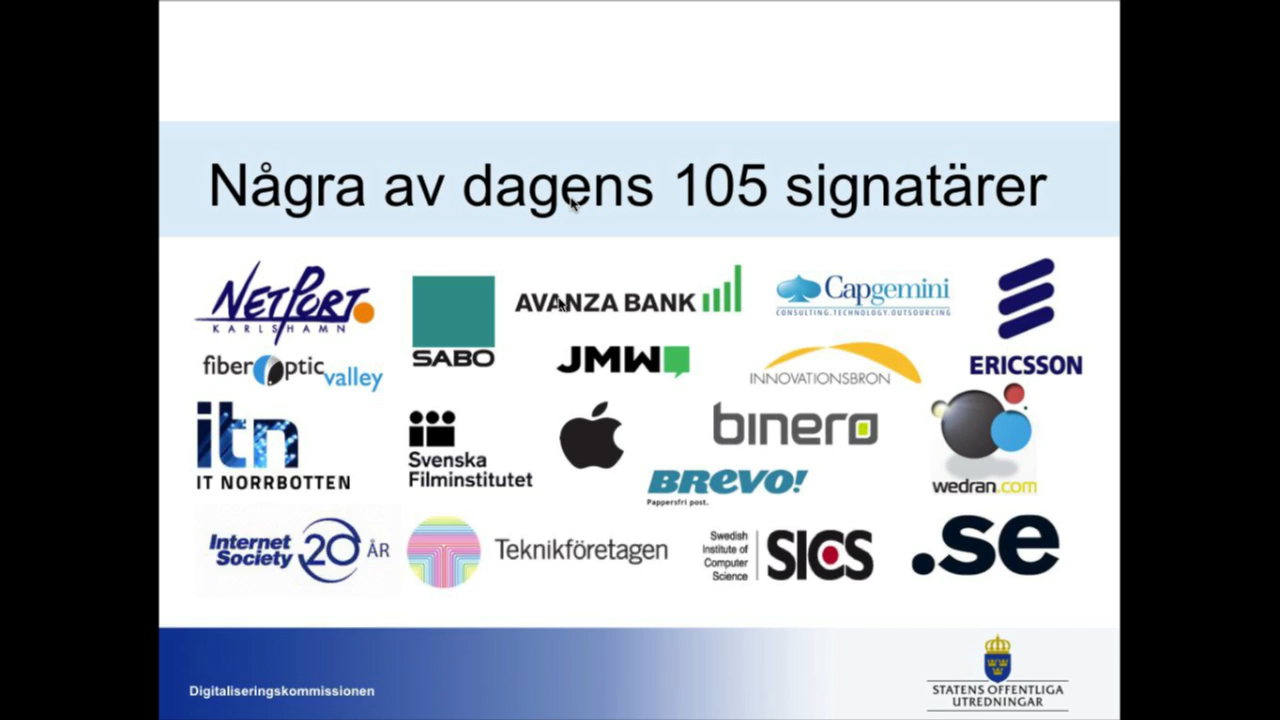 Några av dagens 105 signatärer
NETPORT
KARLSHAMN
SABO
AVANZA BANK
Capgemini
CONSULTING.TECHNOLOGY.OUTSOURCING
ERICSSON
fiberOptic
valley
JMW
INNOVATIONSBRON
itn
IT NORRBOTTEN
Svenska
Filminstitutet
binero
BREVO!
Pappersfri post.
wedran.com
Internet
Society
20 ÅR
Teknikföretagen
Swedish
Institute of
Computer
Science
SICS
.se
Digitaliseringskommissionen
STATENS OFFENTLIGA
UTREDNINGAR